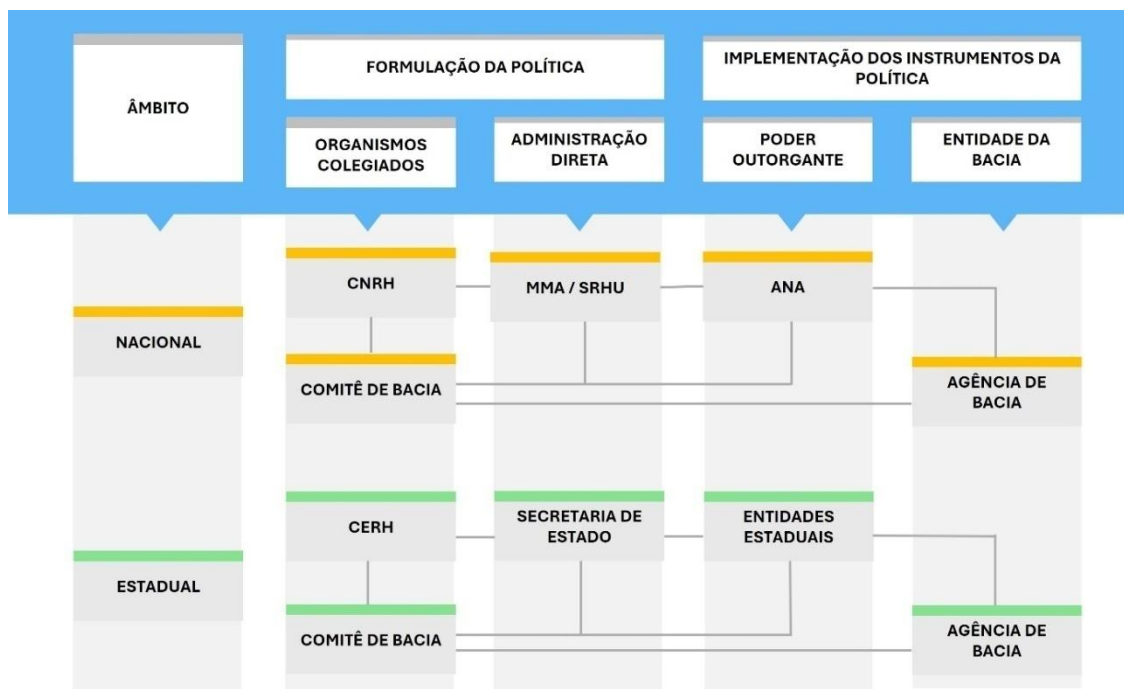 ÂMBITO
FORMULAÇÃO DA POLÍTICA
IMPLEMENTAÇÃO DOS INSTRUMENTOS DA
POLÍTICA
ORGANISMOS
COLEGIADOS
ADMINISTRAÇÃO
DIRETA
PODER
OUTORGANTE
ENTIDADE DA
BACIA
NACIONAL
CNRH
MMA / SRHU
ANA
COMITÊ DE BACIA
AGÊNCIA DE
BACIA
ESTADUAL
CERH
SECRETARIA DE
ESTADO
ENTIDADES
ESTADUAIS
COMITÊ DE BACIA
AGÊNCIA DE
BACIA